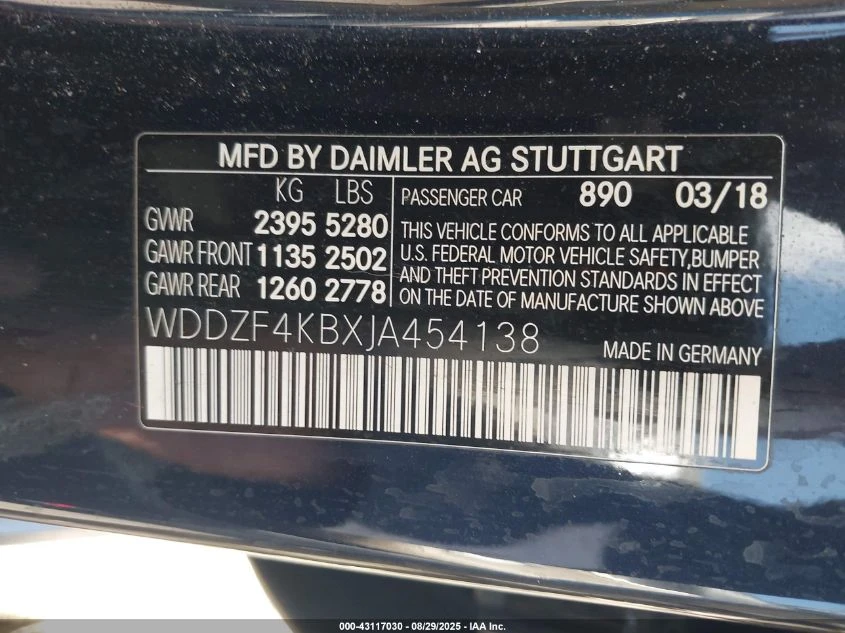 MFD BY DAIMLER AG STUTTGART
KG LBS
GVWR 2395 5280
GAWR FRONT 1135 2502
GAWR REAR 1260 2778
PASSENGER CAR 890 03/18
THIS VEHICLE CONFORMS TO ALL APPLICABLE
U.S. FEDERAL MOTOR VEHICLE SAFETY,BUMPER
AND THEFT PREVENTION STANDARDS IN EFFECT
ON THE DATE OF MANUFACTURE SHOWN ABOVE
WDDZF4KBXJA454138
MADE IN GERMANY
000-43117030 - 08/29/2025 - IAA Inc.